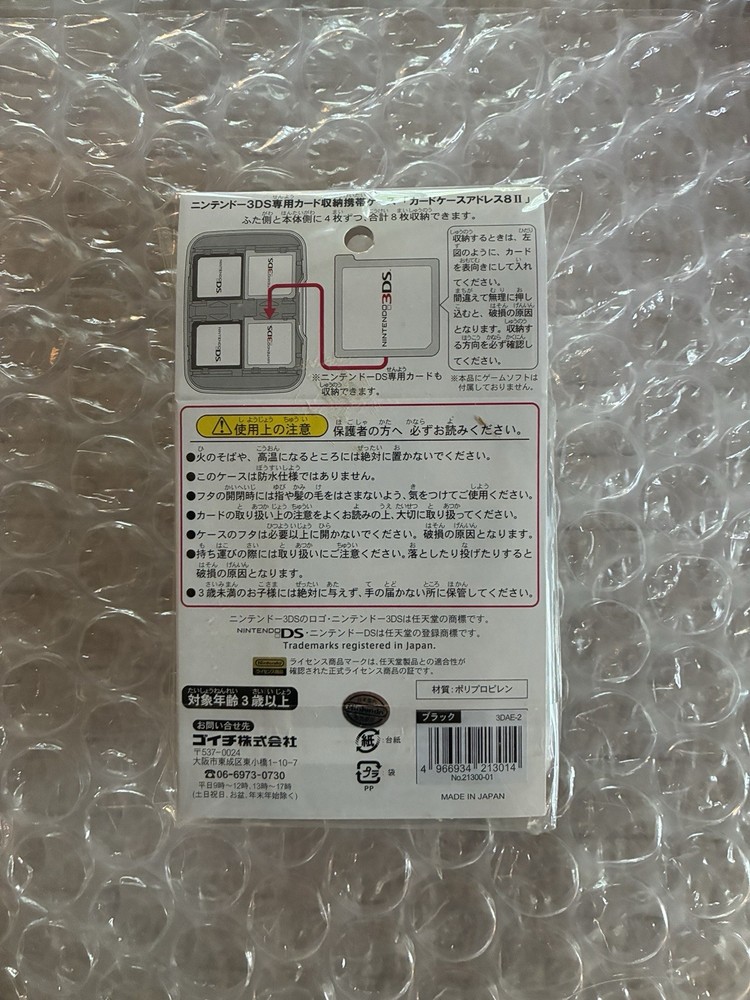 ニンテンドー3DS専用カード収納携帯ケース「カードケースアドレス8Ⅱ」
ふた側と本体側に4枚ずつ、合計8枚収納できます。
収納するときは、左
図のように、カード
を表向きにして入れ
てください。
間違えて無理に押し
込むと、破損の原因
となります。収納す
る方向を必ず確認し
てください。
NINTENDO3DS
NINTENDO3DS
NINTENDO3DS
※ニンテンドーDS専用カードも
収納できます。
※本品にゲームソフトは
付属しておりません。
使用上の注意 保護者の方へ 必ずお読みください。
●火のそばや、高温になるところには絶対に置かないでください。
●このケースは防水仕様ではありません。
●フタの開閉時には指や髪の毛をはさまないよう、気をつけてご使用ください。
●カードの取り扱い上の注意をよくお読みの上、大切に取り扱ってください。
●ケースのフタは必要以上に開かないでください。破損の原因となります。
●持ち運びの際には取り扱いにご注意ください。落としたり投げたりすると
破損の原因となります。
●3歳未満のお子様には絶対に与えず、手の届かない所に保管してください。
ニンテンドー3DSのロゴ・ニンテンドー3DSは任天堂の商標です。
NINTENDODS・ニンテンドーDSは任天堂の登録商標です。
Trademarks registered in Japan.
Nintendo
ライセンス商品
ライセンス商品マークは、任天堂製品との適合性が
確認された正式ライセンス商品の証です。
材質：ポリプロピレン
対象年齢3歳以上
Nintendo
ブラック 3DAE-2
お問い合せ先
ゲイチ株式会社
〒537-0024
大阪市東成区東小橋1-10-7
☎06-6973-0730
平日9時〜12時、13時〜17時
(土日祝日、お盆、年末年始除く)
紙 台紙
プラ 袋
PP
4 966934 213014
No.21300-01
MADE IN JAPAN